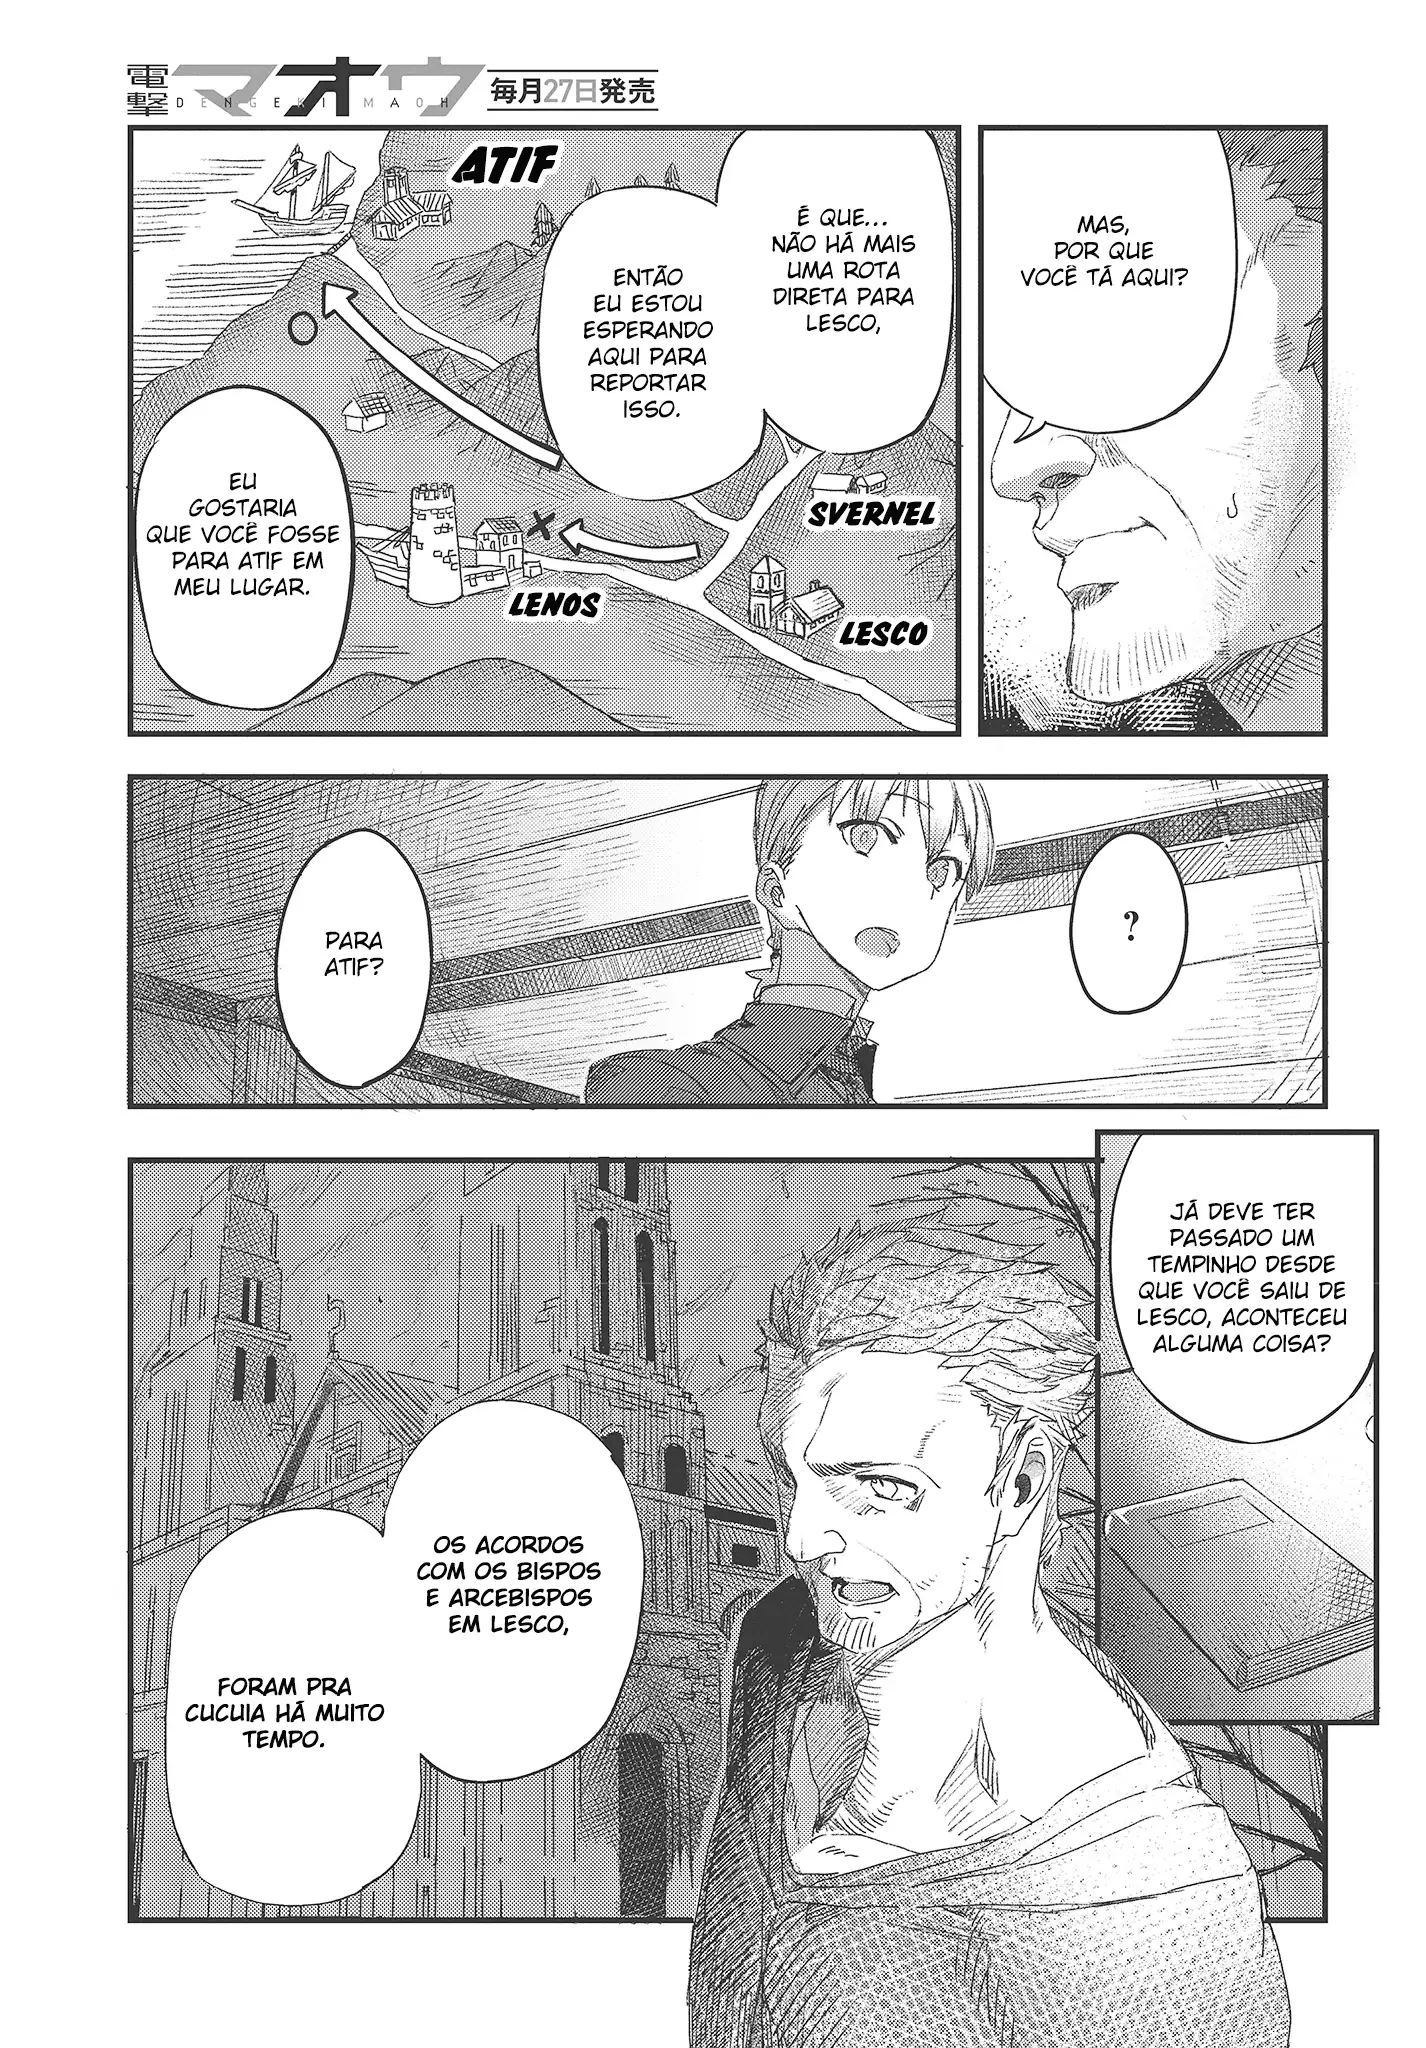 電撃マオウ
DENGEKI MAOH
毎月27日発売
MAS,
POR QUE
VOCÊ TÁ AQUI?
É QUE...
NÃO HÁ MAIS
UMA ROTA
DIRETA PARA
LESCO,
ENTÃO
EU ESTOU
ESPERANDO
AQUI PARA
REPORTAR
ISSO.
ATIF
SVERNEL
LENOS
LESCO
EU
GOSTARIA
QUE VOCÊ FOSSE
PARA ATIF EM
MEU LUGAR.
?
PARA
ATIF?
JÁ DEVE TER
PASSADO UM
TEMPINHO DESDE
QUE VOCÊ SAIU DE
LESCO, ACONTECEU
ALGUMA COISA?
OS ACORDOS
COM OS BISPOS
E ARCEBISPOS
EM LESCO,
FORAM PRA
CUCUIA HÁ MUITO
TEMPO.